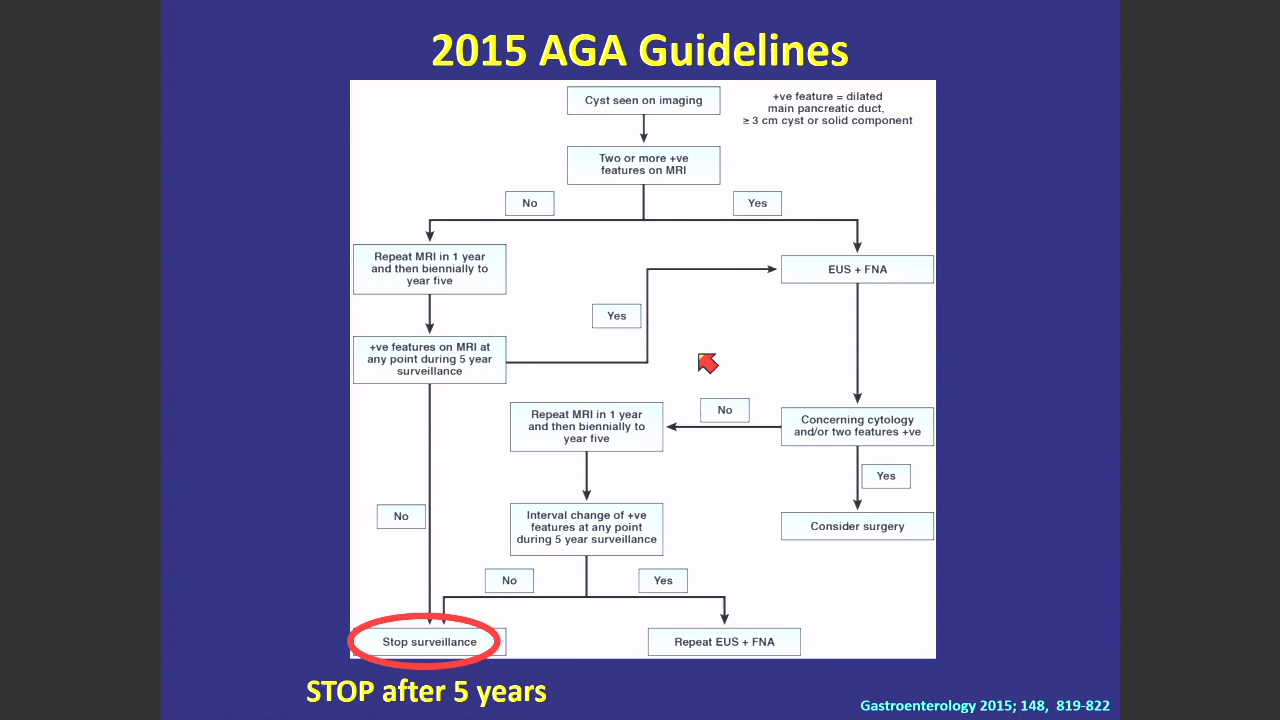 2015 AGA Guidelines
Cyst seen on imaging
+ve feature = dilated
main pancreatic duct,
≥ 3 cm cyst or solid component
Two or more +ve
features on MRI
No
Yes
Repeat MRI in 1 year
and then biennially to
year five
EUS + FNA
Yes
+ve features on MRI at
any point during 5 year
surveillance
Repeat MRI in 1 year
and then biennially to
year five
No
Concerning cytology
and/or two features +ve
Yes
No
Interval change of +ve
features at any point
during 5 year surveillance
Consider surgery
No
Yes
Stop surveillance
Repeat EUS + FNA
STOP after 5 years
Gastroenterology 2015; 148, 819-822